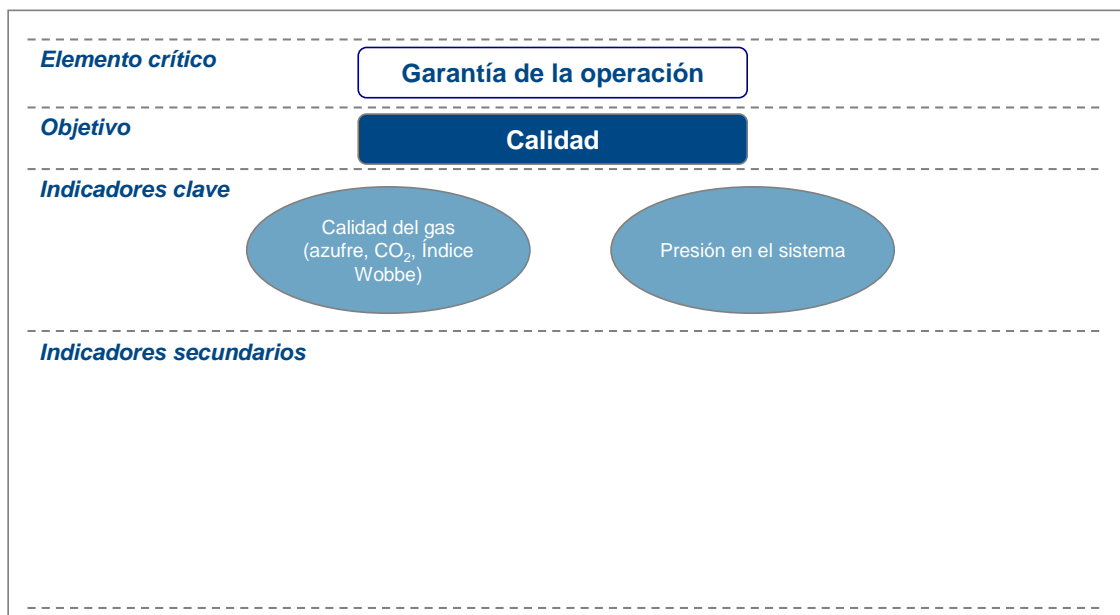 Elemento crítico
Garantía de la operación
Objetivo
Calidad
Indicadores clave
Calidad del gas
(azufre, CO₂, Índice
Wobbe)
Presión en el sistema
Indicadores secundarios